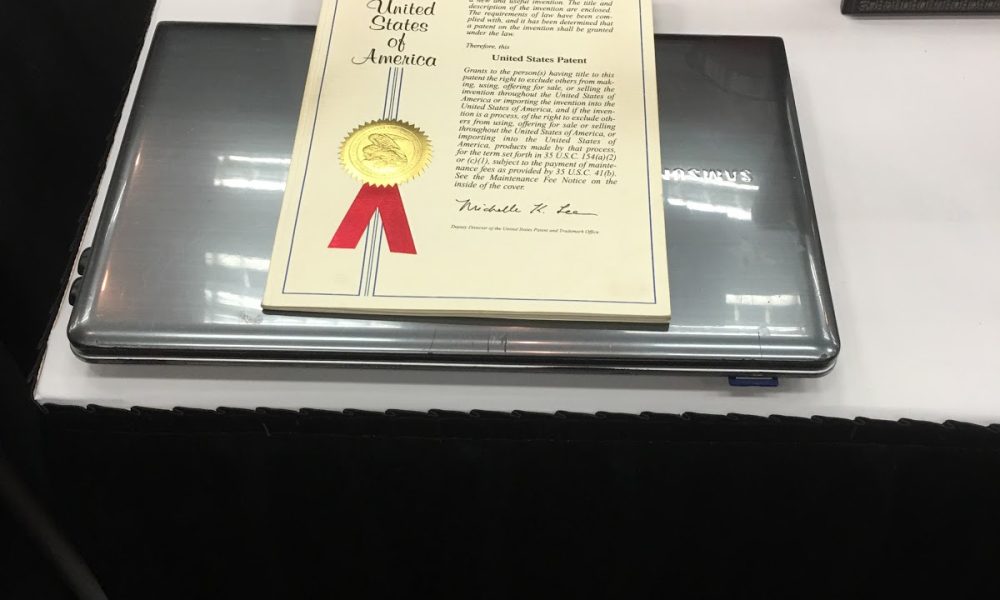 United
States
of
America
a new and useful invention. The title and
description of the invention are enclosed.
The requirements of law have been com-
plied with, and it has been determined that
a patent on the invention shall be granted
under the law.
Therefore, this
United States Patent
Grants to the person(s) having title to this
patent the right to exclude others from mak-
ing, using, offering for sale, or selling the
invention throughout the United States of
America or importing the invention into the
United States of America, and if the inven-
tion is a process, of the right to exclude oth-
ers from using, offering for sale or selling
throughout the United States of America, or
importing into the United States of
America, products made by that process,
for the term set forth in 35 U.S.C. 154(a)(2)
or (c)(1), subject to the payment of mainte-
nance fees as provided by 35 U.S.C. 41(b).
See the Maintenance Fee Notice on the
inside of the cover.
Michelle K. Lee
Deputy Director of the United States Patent and Trademark Office